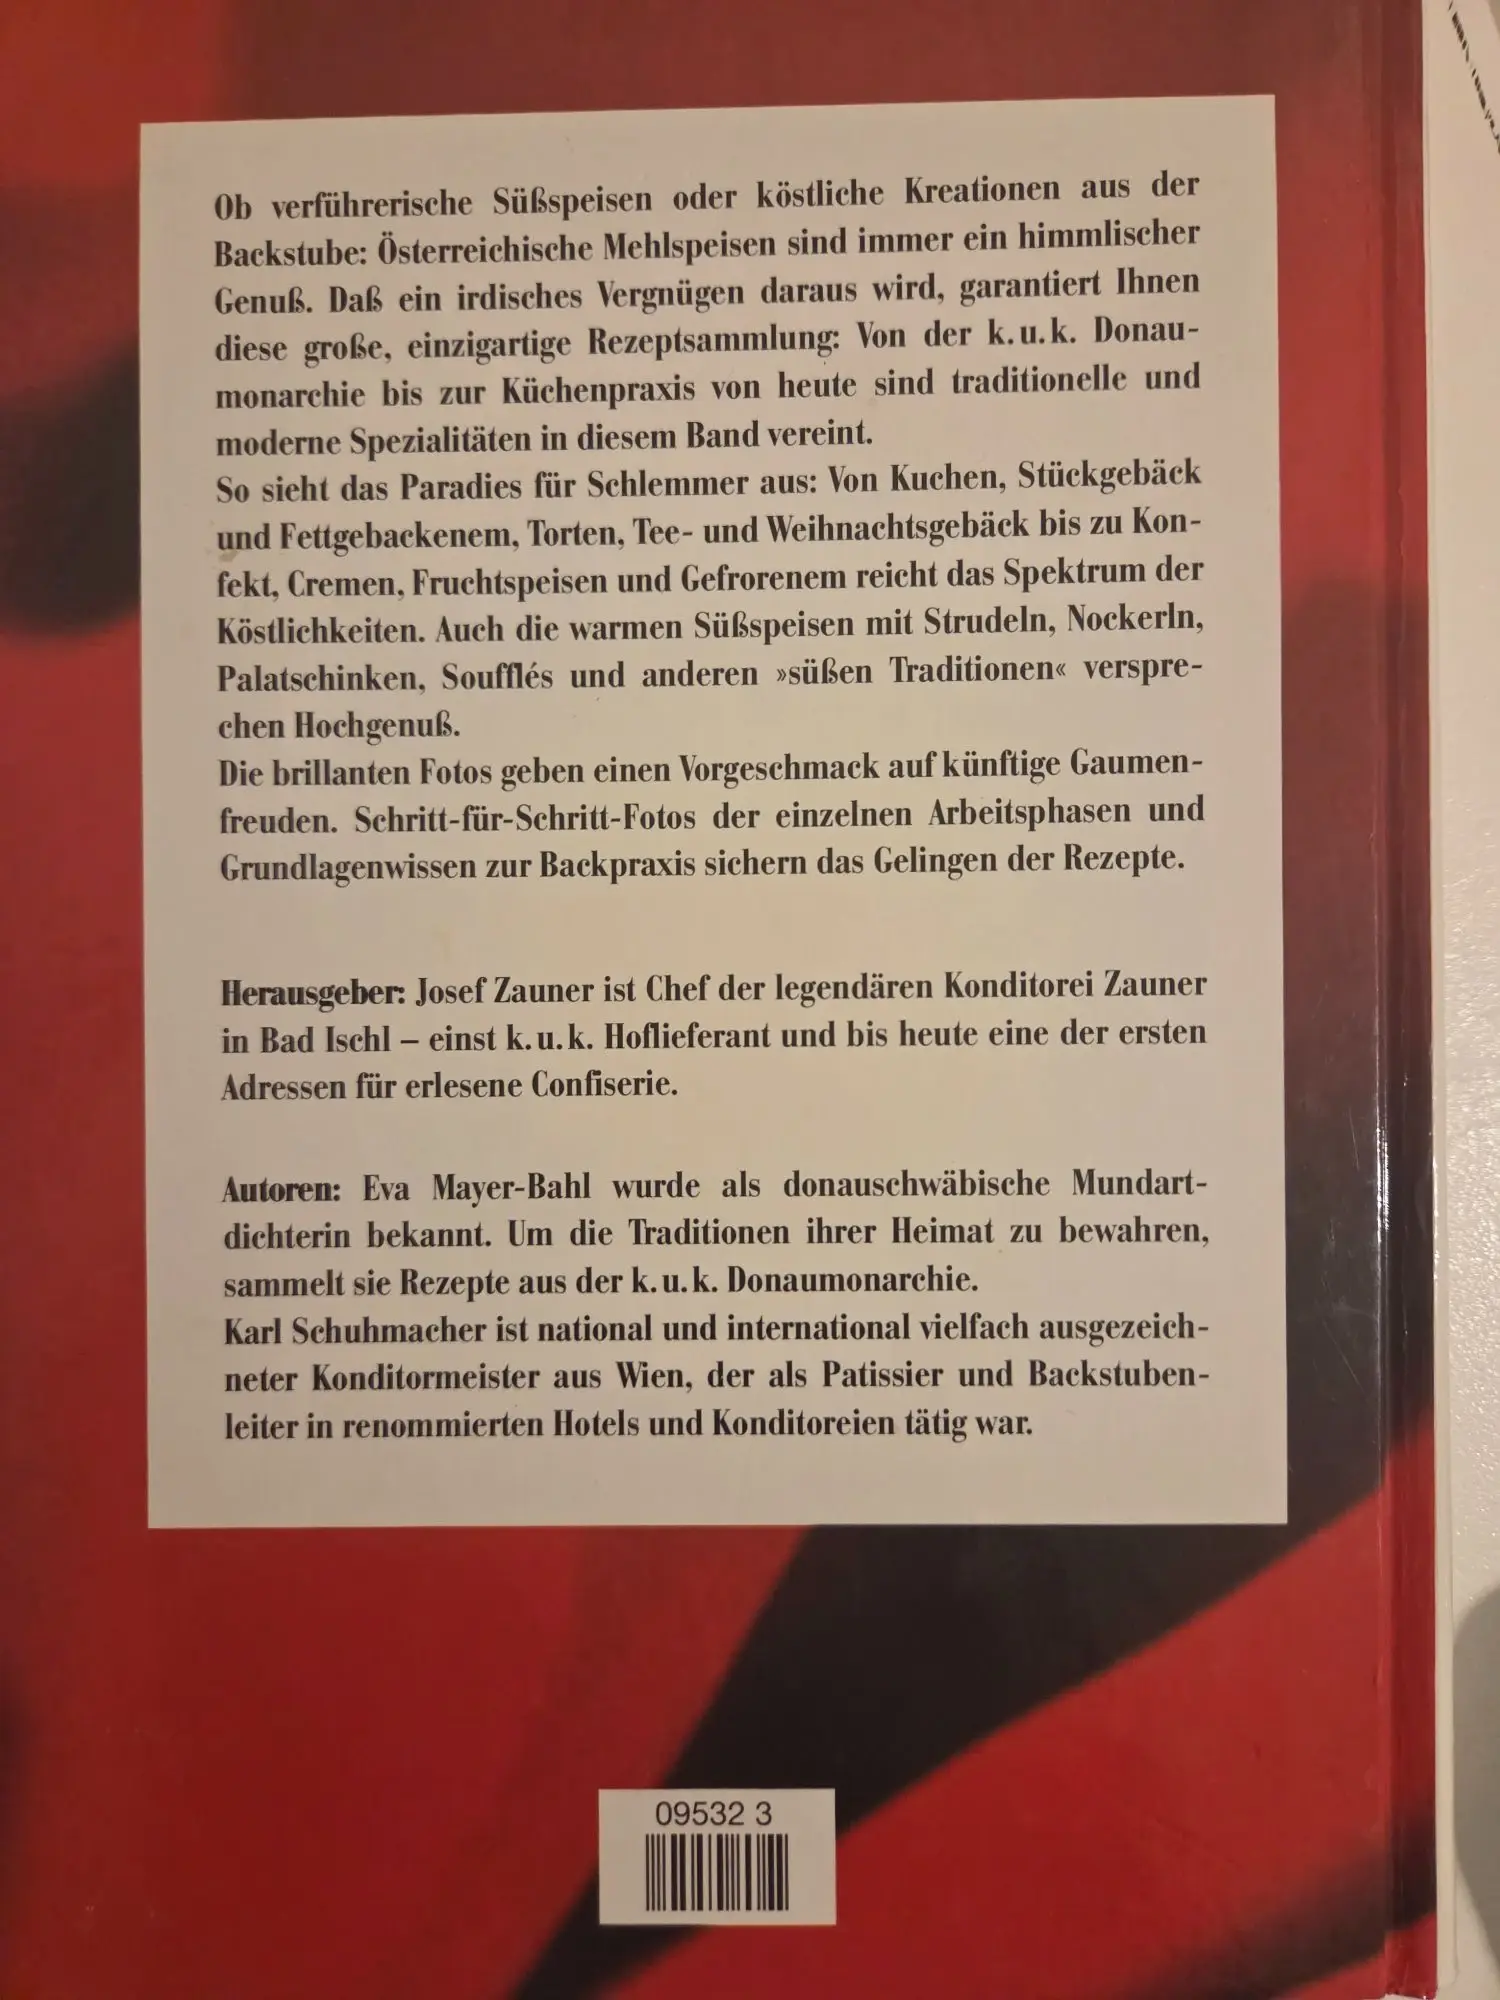 Ob verführerische Süßspeisen oder köstliche Kreationen aus der
Backstube: Österreichische Mehlspeisen sind immer ein himmlischer
Genuß. Daß ein irdisches Vergnügen daraus wird, garantiert Ihnen
diese große, einzigartige Rezeptsammlung: Von der k.u.k. Donau-
monarchie bis zur Küchenpraxis von heute sind traditionelle und
moderne Spezialitäten in diesem Band vereint.
So sieht das Paradies für Schlemmer aus: Von Kuchen, Stückgebäck
und Fettgebackenem, Torten, Tee- und Weihnachtsgebäck bis zu Kon-
fekt, Cremen, Fruchtspeisen und Gefrorenem reicht das Spektrum der
Köstlichkeiten. Auch die warmen Süßspeisen mit Strudeln, Nockerln,
Palatschinken, Soufflés und anderen »süßen Traditionen« verspre-
chen Hochgenuß.
Die brillanten Fotos geben einen Vorgeschmack auf künftige Gaumen-
freuden. Schritt-für-Schritt-Fotos der einzelnen Arbeitsphasen und
Grundlagenwissen zur Backpraxis sichern das Gelingen der Rezepte.
Herausgeber: Josef Zauner ist Chef der legendären Konditorei Zauner
in Bad Ischl – einst k.u.k. Hoflieferant und bis heute eine der ersten
Adressen für erlesene Confiserie.
Autoren: Eva Mayer-Bahl wurde als donauschwäbische Mundart-
dichterin bekannt. Um die Traditionen ihrer Heimat zu bewahren,
sammelt sie Rezepte aus der k.u.k. Donaumonarchie.
Karl Schuhmacher ist national und international vielfach ausgezeich-
neter Konditormeister aus Wien, der als Patissier und Backstuben-
leiter in renommierten Hotels und Konditoreien tätig war.
09532 3